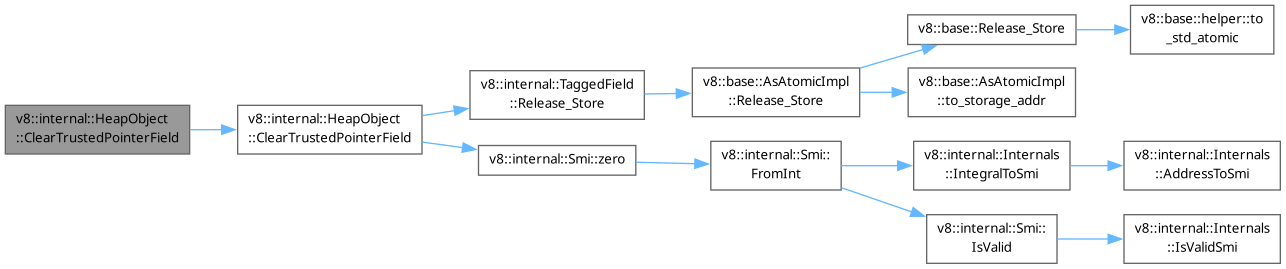 v8::internal::HeapObject
::ClearTrustedPointerField
v8::internal::HeapObject
::ClearTrustedPointerField
v8::internal::TaggedField
::Release_Store
v8::base::AsAtomicImpl
::Release_Store
v8::base::Release_Store
v8::base::helper::to
_std_atomic
v8::base::AsAtomicImpl
::to_storage_addr
v8::internal::Smi::zero
v8::internal::Smi::
FromInt
v8::internal::Internals
::IntegralToSmi
v8::internal::Internals
::AddressToSmi
v8::internal::Smi::
IsValid
v8::internal::Internals
::IsValidSmi